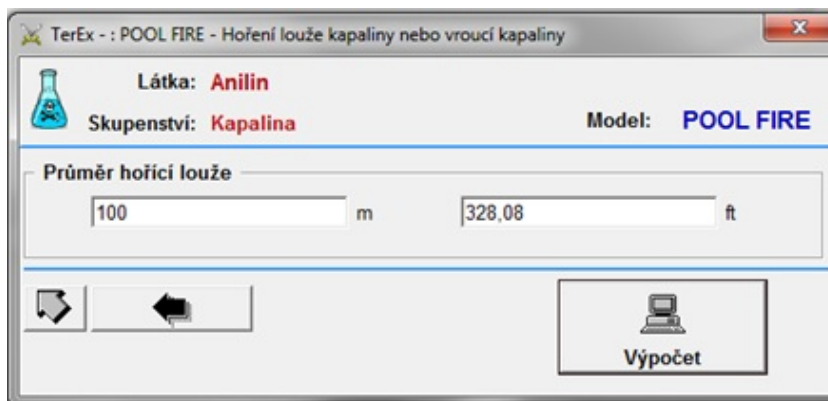 TerEx - : POOL FIRE - Hoření louže kapaliny nebo vroucí kapaliny
Látka: Anilin
Skupenství: Kapalina
Model: POOL FIRE
Průměr hořící louže
100 m 328,08 ft
Výpočet